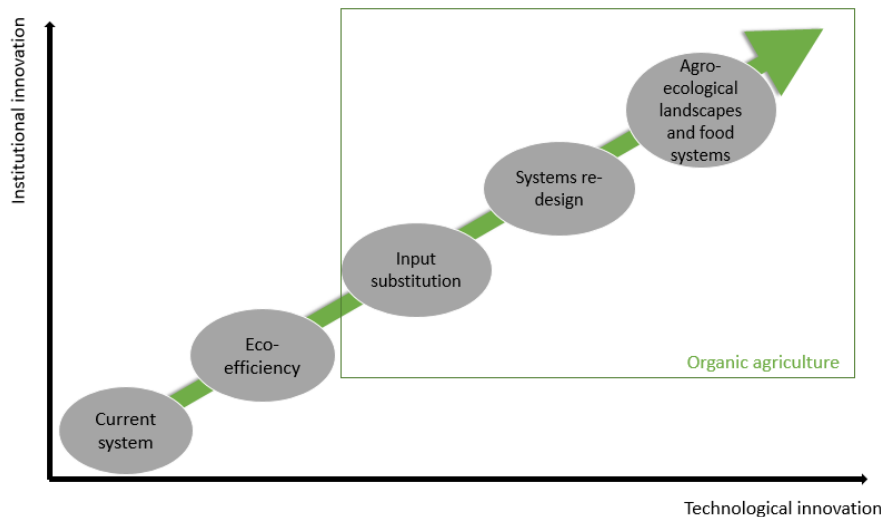 Institutional innovation
Agro-
ecological
landscapes
and food
systems
Systems re-
design
Input
substitution
Eco-
efficiency
Organic agriculture
Current
system
Technological innovation